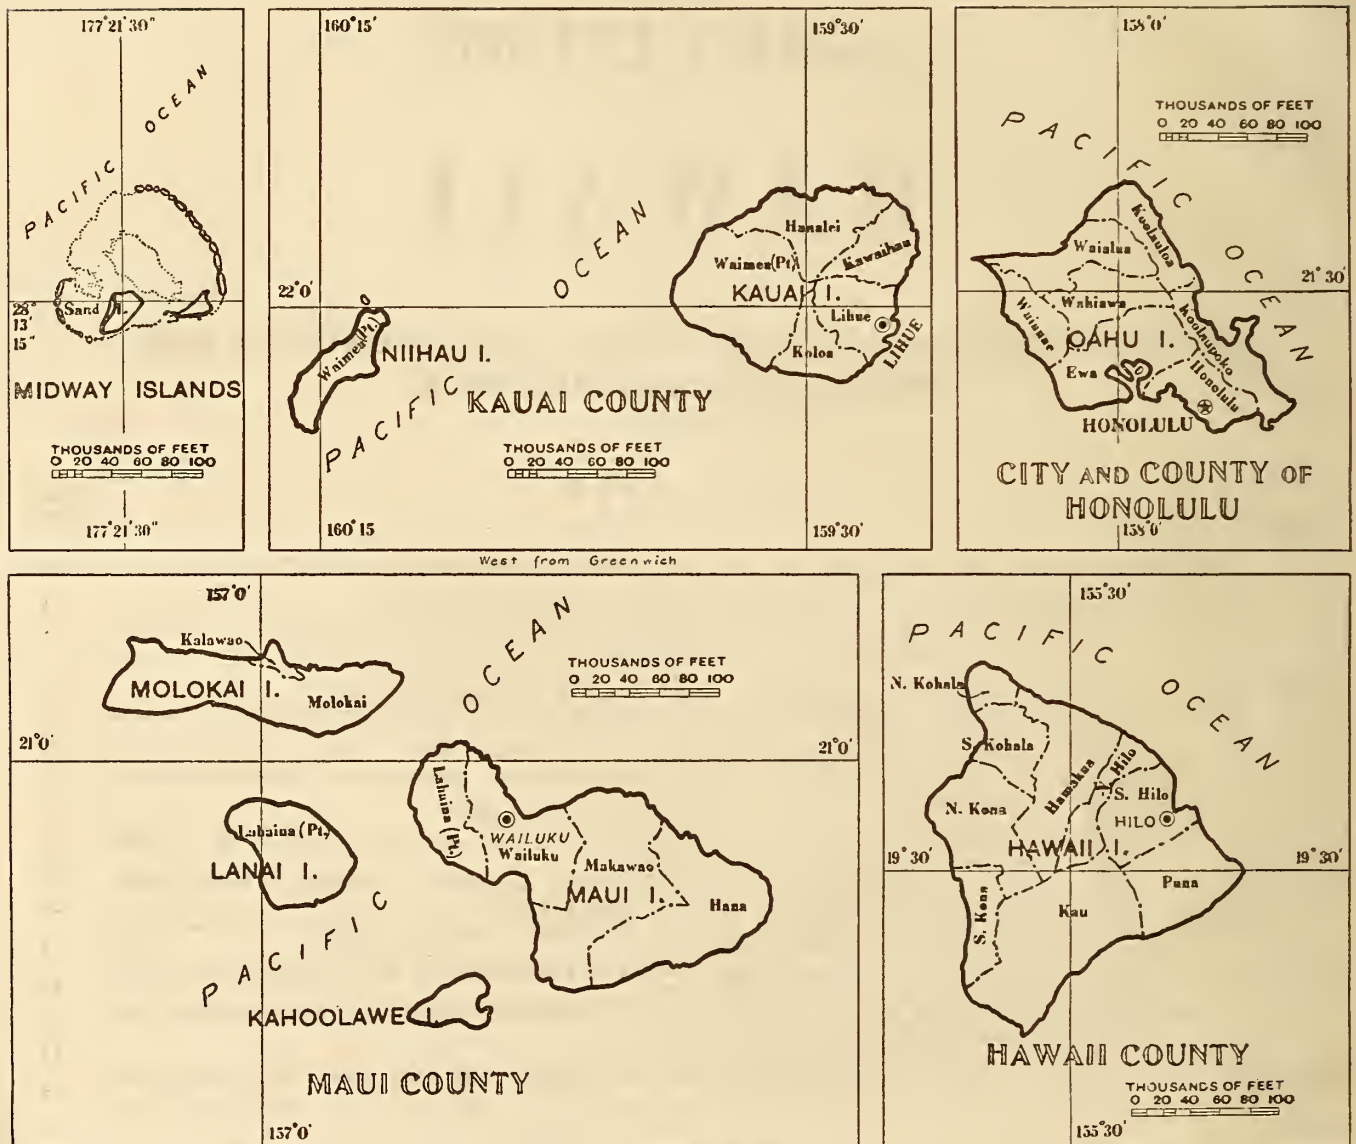 177°21'30"
PACIFIC OCEAN
28°
13'
15"
Sand I.
MIDWAY ISLANDS
THOUSANDS OF FEET
0 20 40 60 80 100
177°21'30"
160°15'
159°30'
OCEAN
Hanalei
Waimea (Pt.)
Kawaihau
KAUAI I.
22°0'
Lihue
LIHUE
Koloa
Waimea (Pt.)
NIIHAU I.
PACIFIC
KAUAI COUNTY
THOUSANDS OF FEET
0 20 40 60 80 100
160°15
159°30'
West from Greenwich
158°0'
THOUSANDS OF FEET
0 20 40 60 80 100
PACIFIC OCEAN
Koolauloa
Waialua
21°30
Wahiawa
Waianae
Koolaupoko
OAHU I.
Ewa
Honolulu
HONOLULU
CITY AND COUNTY OF
HONOLULU
158°0'
157°0'
OCEAN
Kalawao
THOUSANDS OF FEET
0 20 40 60 80 100
MOLOKAI I.
Molokai
21°0'
21°0'
Lahaina (Pt.)
Lahaina (Pt.)
WAILUKU
Wailuku
LANAI I.
Makawao
MAUI I.
Hana
PACIFIC
KAHOOLAWE I.
MAUI COUNTY
157°0'
155°30'
PACIFIC OCEAN
N. Kohala
S. Kohala
Hamakua
N. Hilo
S. Hilo
N. Kona
HILO
HAWAII I.
19°30'
19°30'
Puna
Kau
S. Kona
HAWAII COUNTY
THOUSANDS OF FEET
0 20 40 60 80 100
155°30'